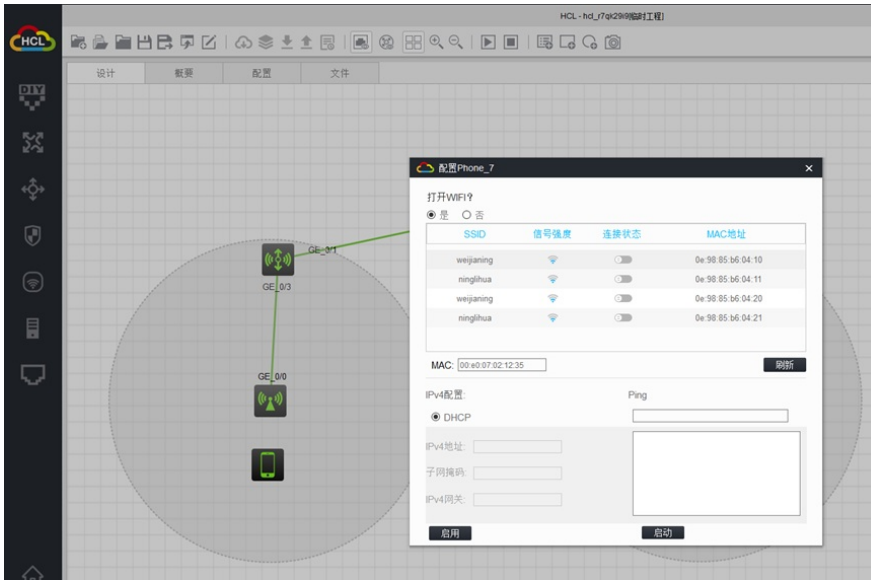 HCL - hcl_r7qk29i9[临时工程]
HCL
设计 概要 配置 文件
DIY
配置Phone_7
打开WIFI?
是 否
SSID 信号强度 连接状态 MAC地址
weijianing 0e:98:85:b6:04:10
ninglihua 0e:98:85:b6:04:11
weijianing 0e:98:85:b6:04:20
ninglihua 0e:98:85:b6:04:21
MAC: 00:e0:07:02:12:35 刷新
IPv4配置: Ping
DHCP
IPv4地址:
子网掩码:
IPv4网关:
启用 启动
GE_0/1
GE_0/3
GE_0/0